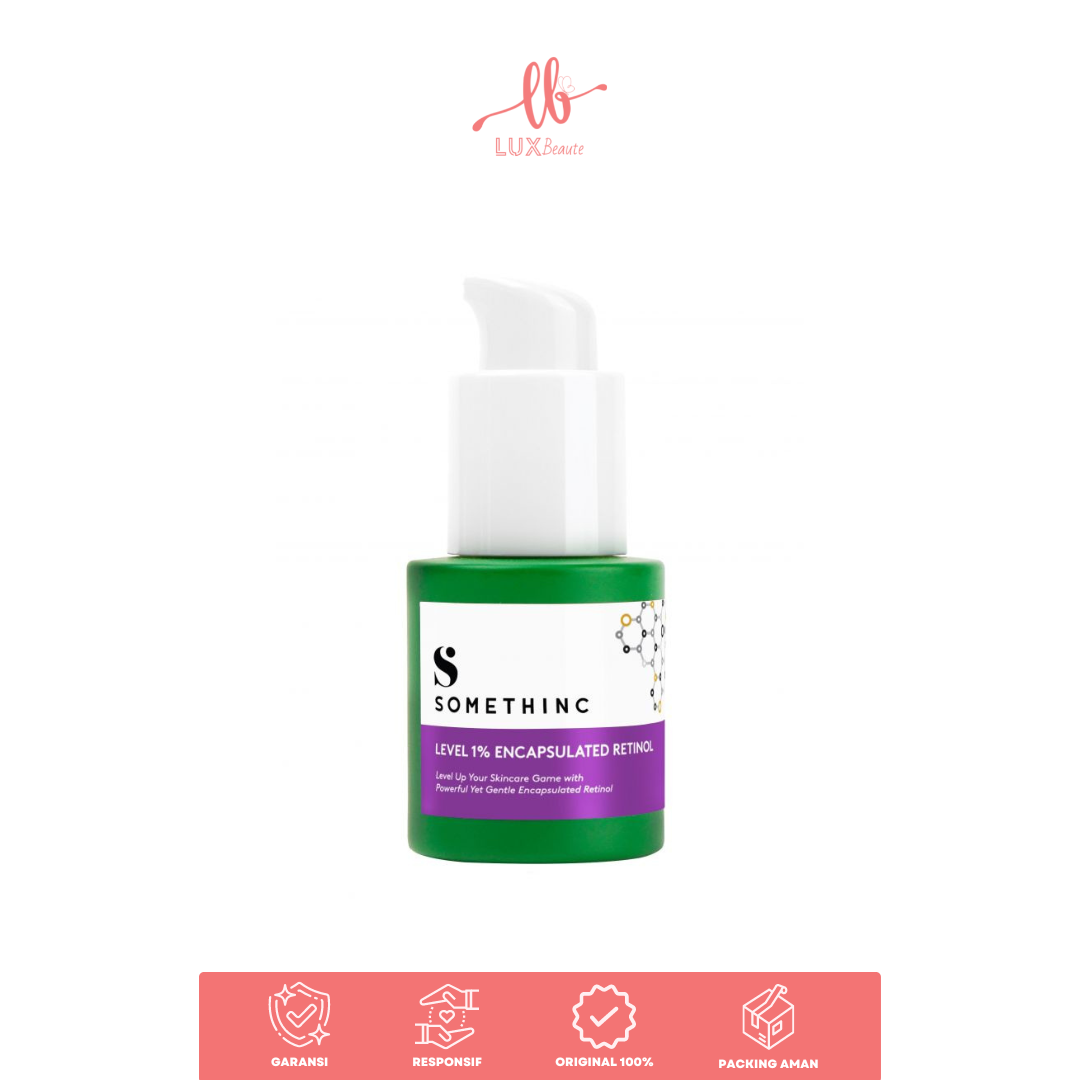 lb
LUX Beaute
S
SOMETHINC
LEVEL 1% ENCAPSULATED RETINOL
Level Up Your Skincare Game with
Powerful Yet Gentle Encapsulated Retinol
GARANSI
RESPONSIF
ORIGINAL 100%
PACKING AMAN